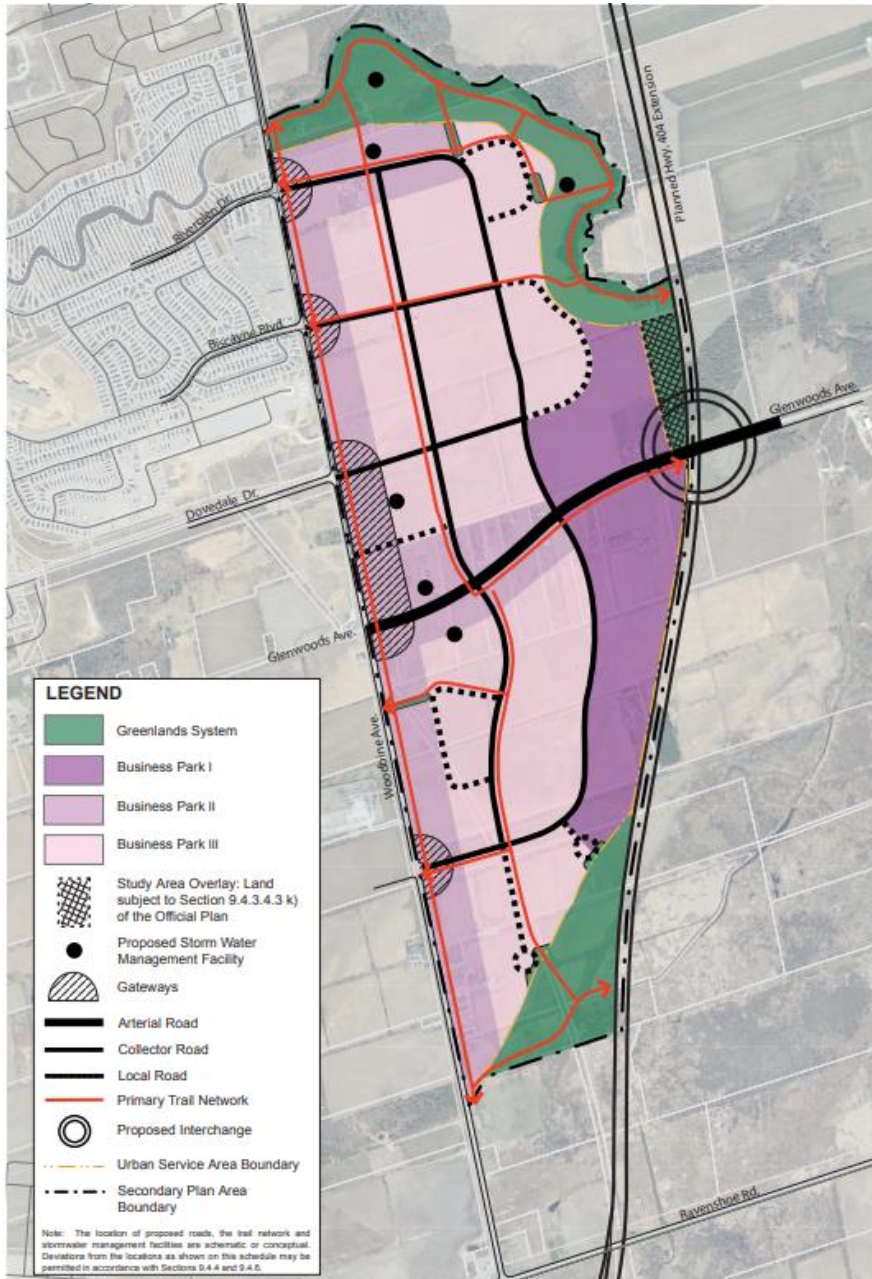 Planned Hwy. 404 Extension
Riverglen Dr.
Biscayne Blvd.
Glenwoods Ave.
Dovedale Dr.
Glenwoods Ave.
Woodbine Ave.
LEGEND
Greenlands System
Business Park I
Business Park II
Business Park III
Study Area Overlay: Land
subject to Section 9.4.3.4.3 k)
of the Official Plan
Proposed Storm Water
Management Facility
Gateways
Arterial Road
Collector Road
Local Road
Primary Trail Network
Proposed Interchange
Urban Service Area Boundary
Secondary Plan Area
Boundary
Ravenshoe Rd.
Note: The location of proposed roads, the trail network and
stormwater management facilities are schematic or conceptual.
Deviations from the locations as shown on this schedule may be
permitted in accordance with Sections 9.4.4 and 9.4.6.